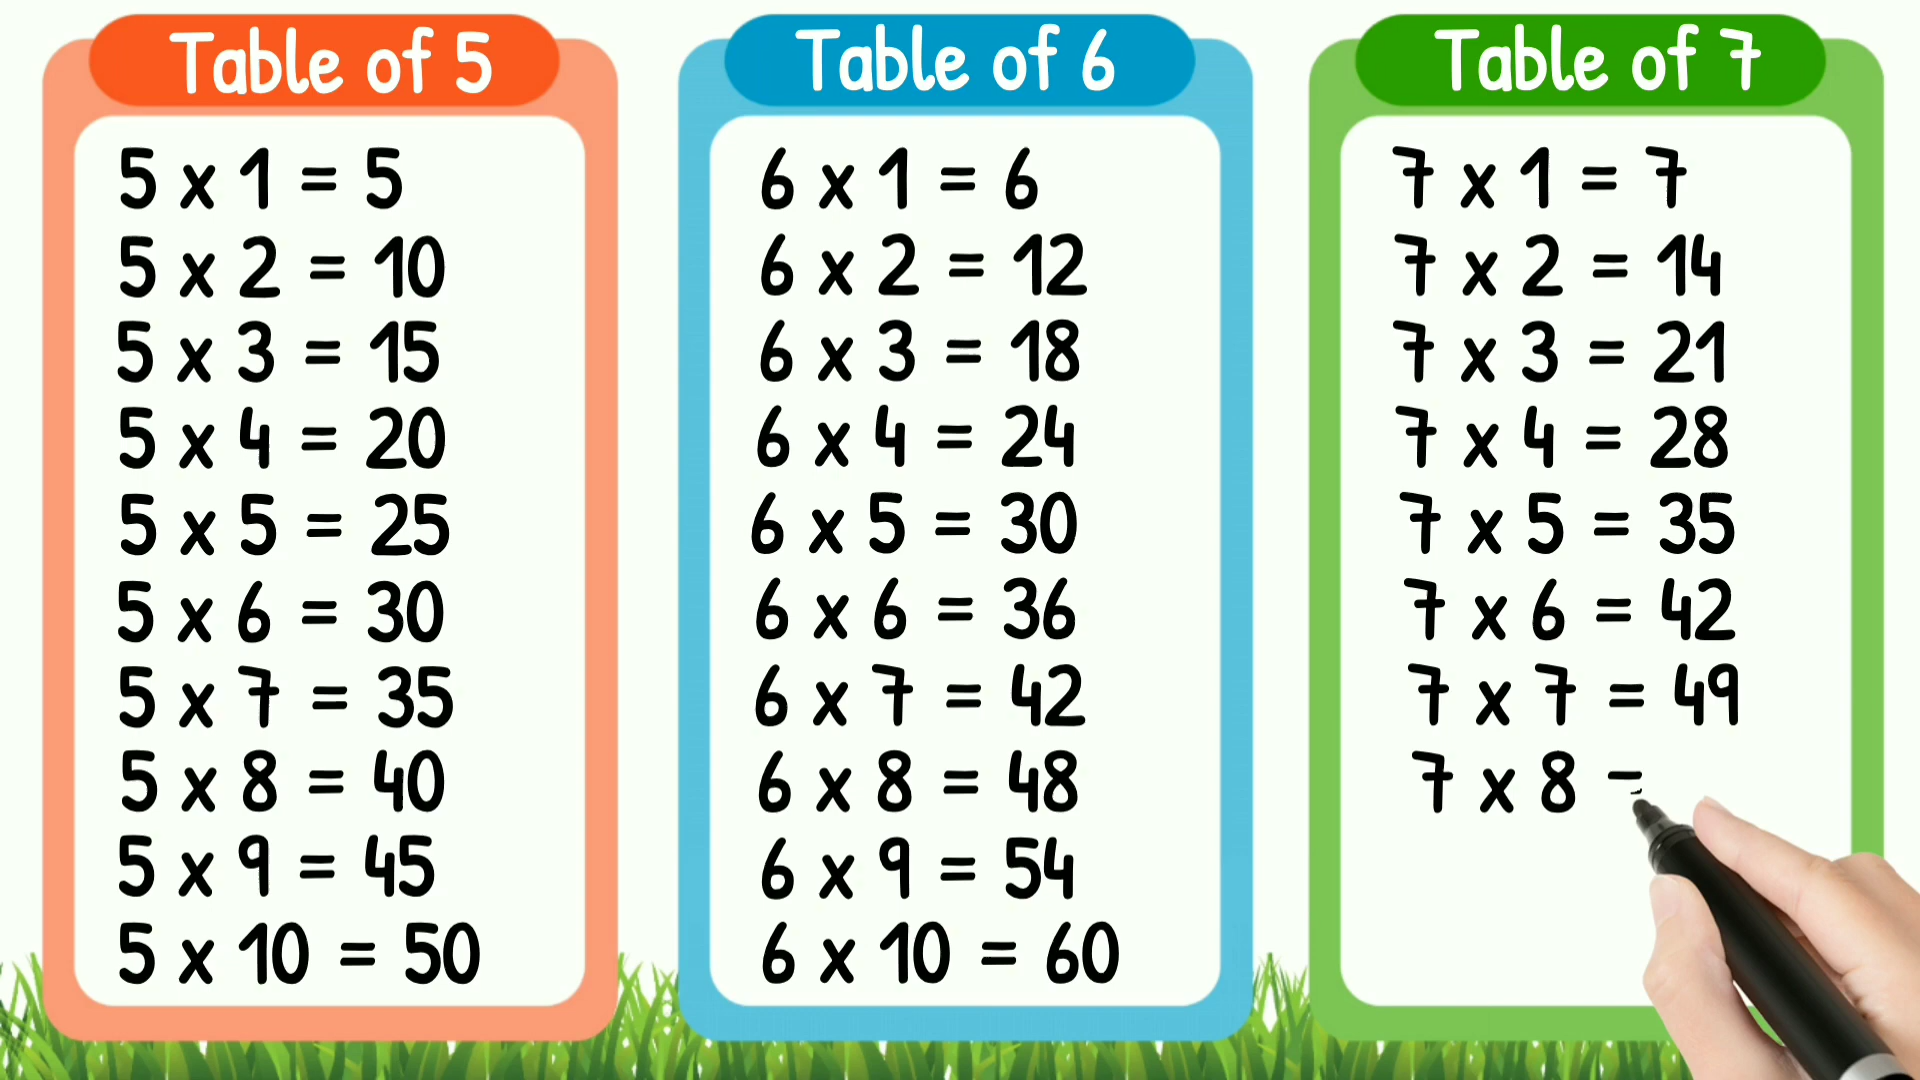 Table of 5
5 x 1 = 5
5 x 2 = 10
5 x 3 = 15
5 x 4 = 20
5 x 5 = 25
5 x 6 = 30
5 x 7 = 35
5 x 8 = 40
5 x 9 = 45
5 x 10 = 50
Table of 6
6 x 1 = 6
6 x 2 = 12
6 x 3 = 18
6 x 4 = 24
6 x 5 = 30
6 x 6 = 36
6 x 7 = 42
6 x 8 = 48
6 x 9 = 54
6 x 10 = 60
Table of 7
7 x 1 = 7
7 x 2 = 14
7 x 3 = 21
7 x 4 = 28
7 x 5 = 35
7 x 6 = 42
7 x 7 = 49
7 x 8 =